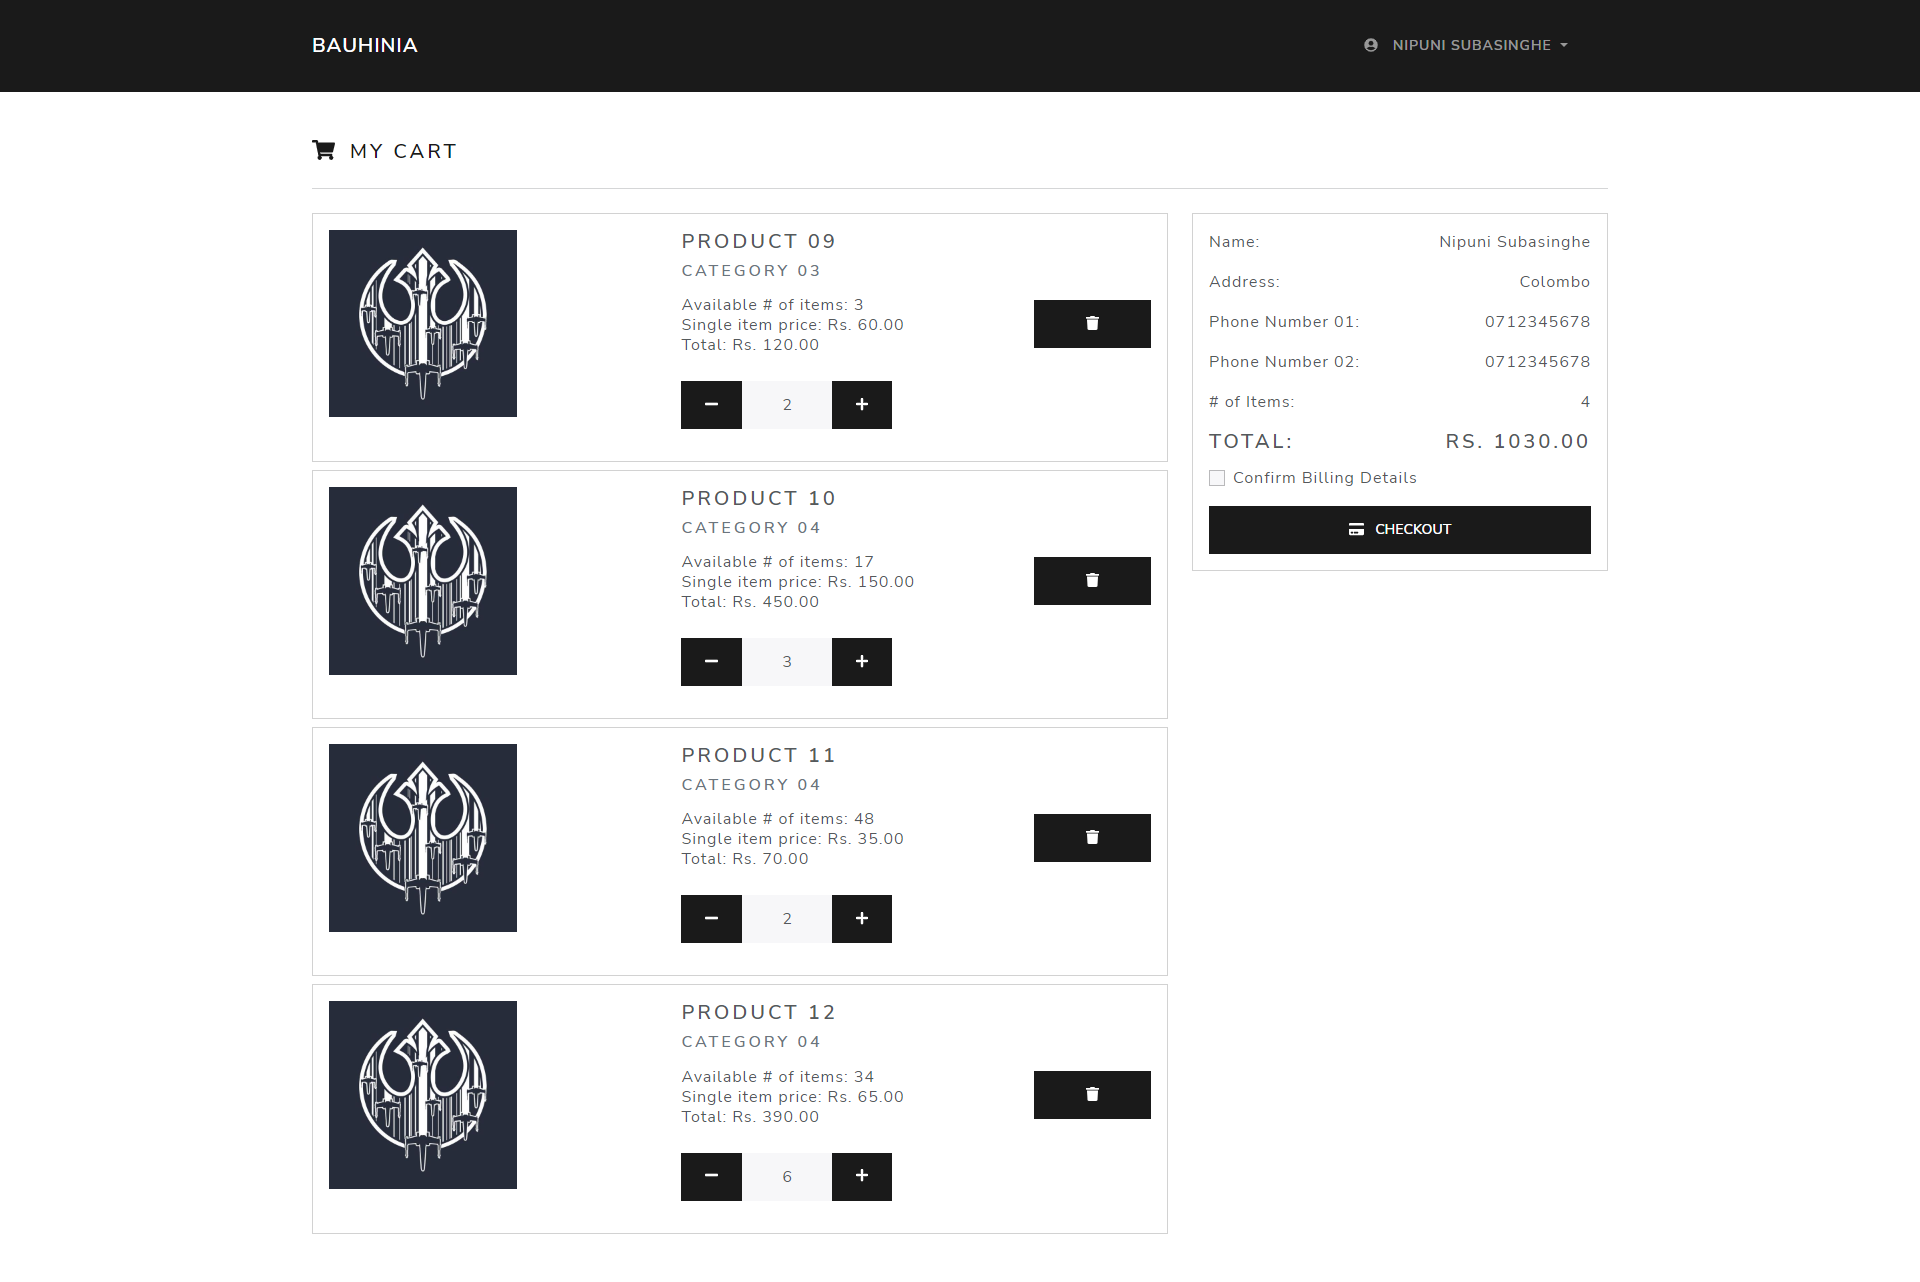 BAUHINIA
NIPUNI SUBASINGHE
MY CART
PRODUCT 09
CATEGORY 03
Available # of items: 3
Single item price: Rs. 60.00
Total: Rs. 120.00
2
PRODUCT 10
CATEGORY 04
Available # of items: 17
Single item price: Rs. 150.00
Total: Rs. 450.00
3
PRODUCT 11
CATEGORY 04
Available # of items: 48
Single item price: Rs. 35.00
Total: Rs. 70.00
2
PRODUCT 12
CATEGORY 04
Available # of items: 34
Single item price: Rs. 65.00
Total: Rs. 390.00
6
Name: Nipuni Subasinghe
Address: Colombo
Phone Number 01: 0712345678
Phone Number 02: 0712345678
# of Items: 4
TOTAL: RS. 1030.00
Confirm Billing Details
CHECKOUT